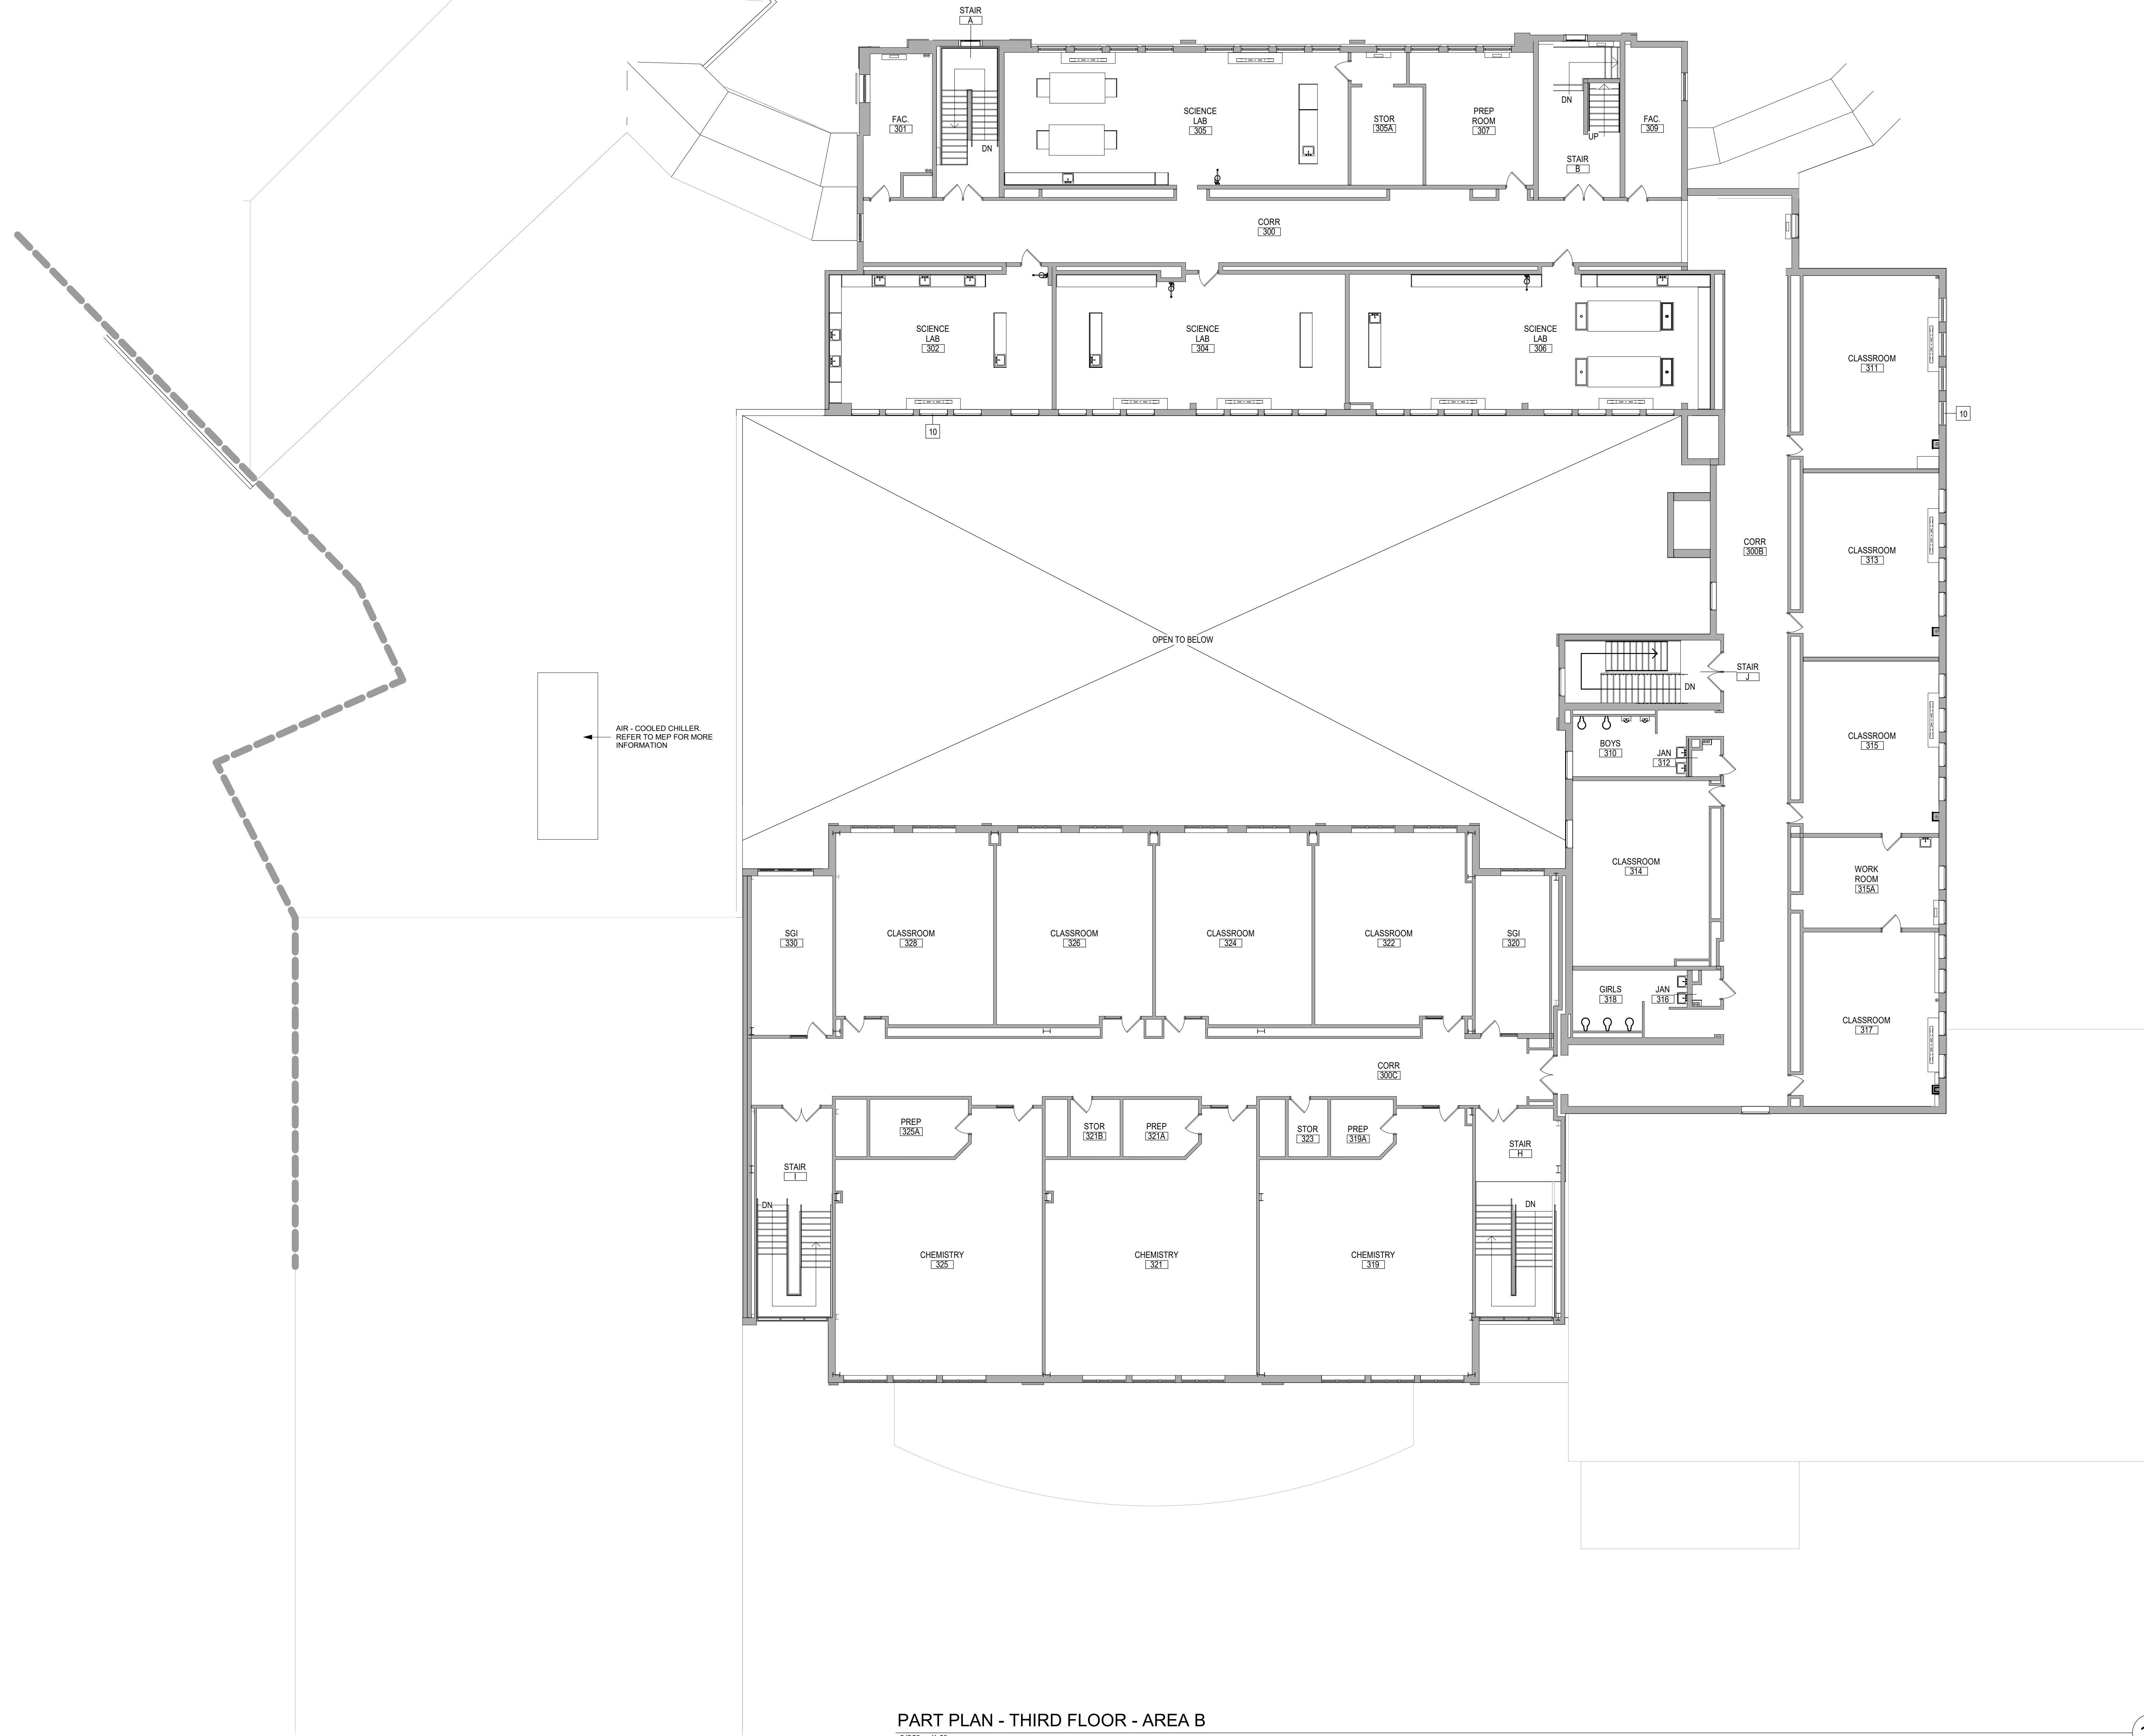 STAIR
A
FAC.
301
DN
SCIENCE
LAB
305
STOR
305A
PREP
ROOM
307
DN
UP
STAIR
B
FAC.
309
CORR
300
SCIENCE
LAB
302
SCIENCE
LAB
304
SCIENCE
LAB
306
10
CLASSROOM
311
10
CLASSROOM
313
CORR
300B
OPEN TO BELOW
STAIR
J
DN
AIR - COOLED CHILLER.
REFER TO MEP FOR MORE
INFORMATION
BOYS
310
JAN
312
CLASSROOM
315
CLASSROOM
314
WORK
ROOM
315A
SGI
330
CLASSROOM
328
CLASSROOM
326
CLASSROOM
324
CLASSROOM
322
SGI
320
GIRLS
318
JAN
316
CLASSROOM
317
CORR
300C
PREP
325A
STOR
321B
PREP
321A
STOR
323
PREP
319A
STAIR
H
STAIR
I
DN
DN
CHEMISTRY
325
CHEMISTRY
321
CHEMISTRY
319
PART PLAN - THIRD FLOOR - AREA B